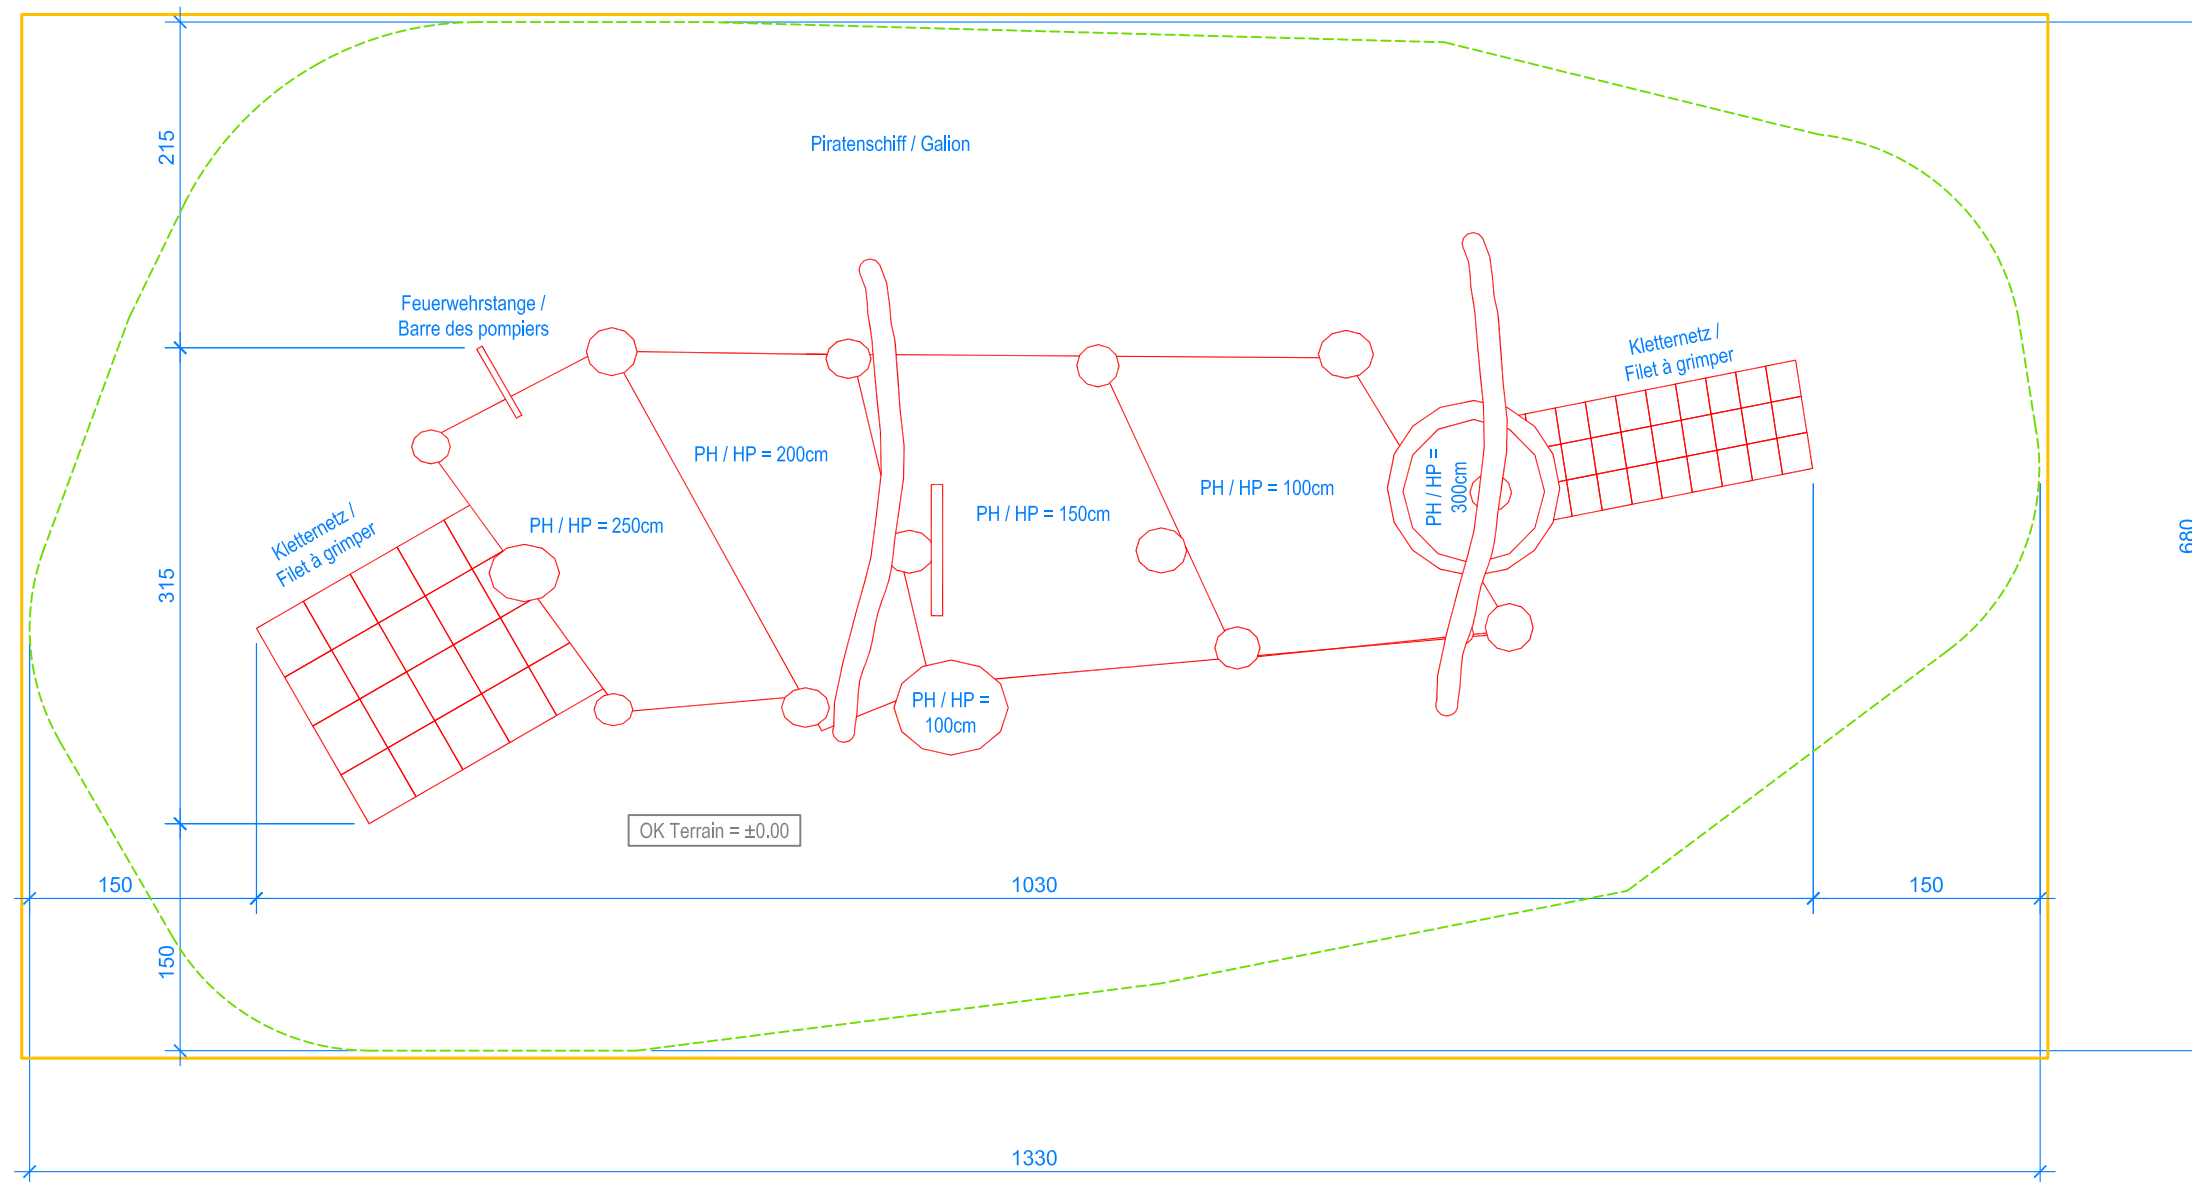 215
Piratenschiff / Galion
Feuerwehrstange /
Barre des pompiers
Kletternetz /
Filet à grimper
PH / HP = 200cm
PH / HP = 100cm
PH / HP =
300cm
PH / HP = 150cm
PH / HP = 250cm
Kletternetz /
Filet à grimper
680
315
PH / HP =
100cm
OK Terrain = ±0.00
150
1030
150
150
1330